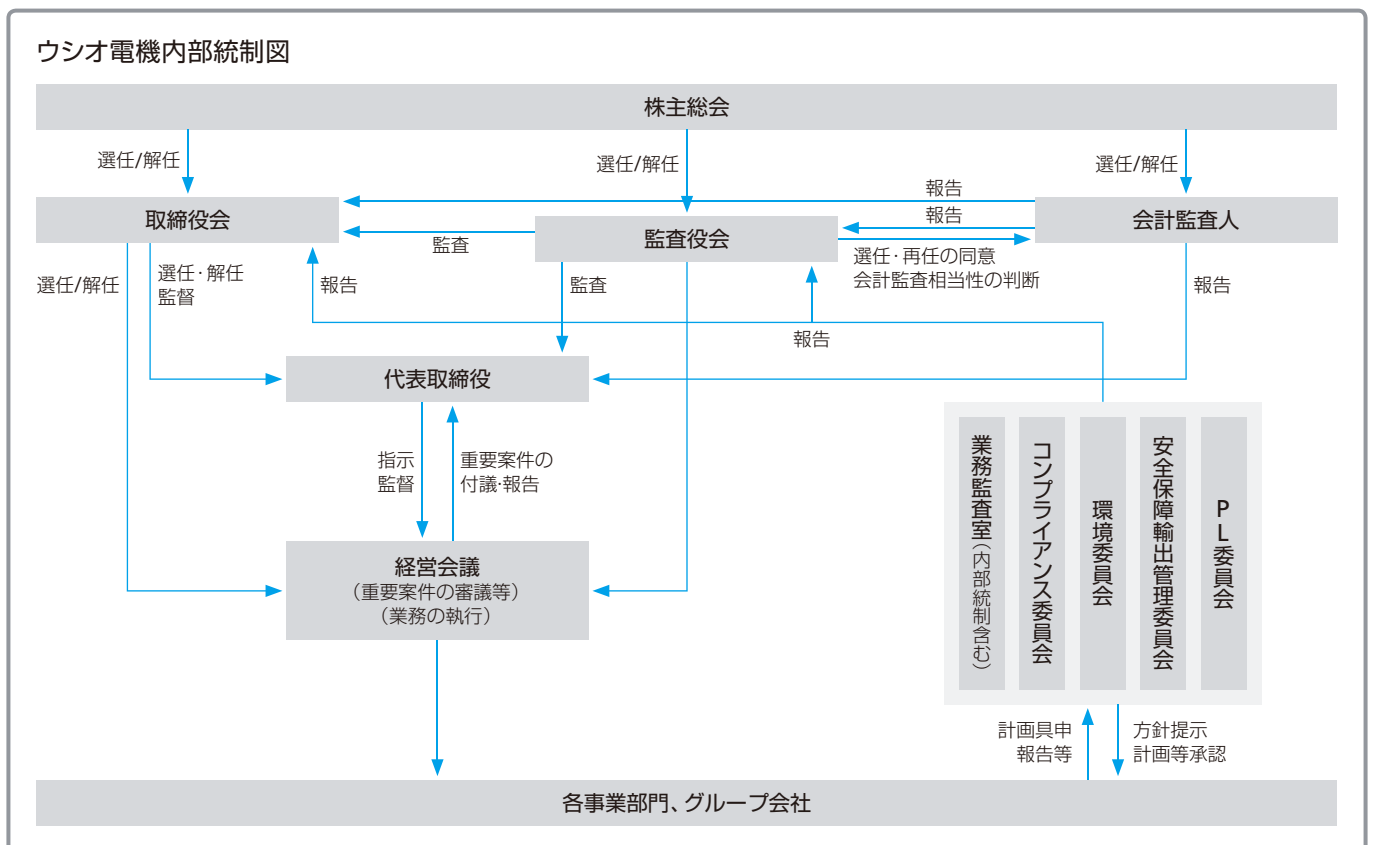 ウシオ電機内部統制図
株主総会
選任/解任
選任/解任
選任/解任
取締役会
監査役会
会計監査人
報告
報告
監査
選任・再任の同意
会計監査相当性の判断
選任/解任
選任・解任
監督
報告
監査
報告
報告
代表取締役
指示
監督
重要案件の
付議・報告
経営会議
（重要案件の審議等）
（業務の執行）
業務監査室（内部統制含む）
コンプライアンス委員会
環境委員会
安全保障輸出管理委員会
PL委員会
計画具申
報告等
方針提示
計画等承認
各事業部門、グループ会社